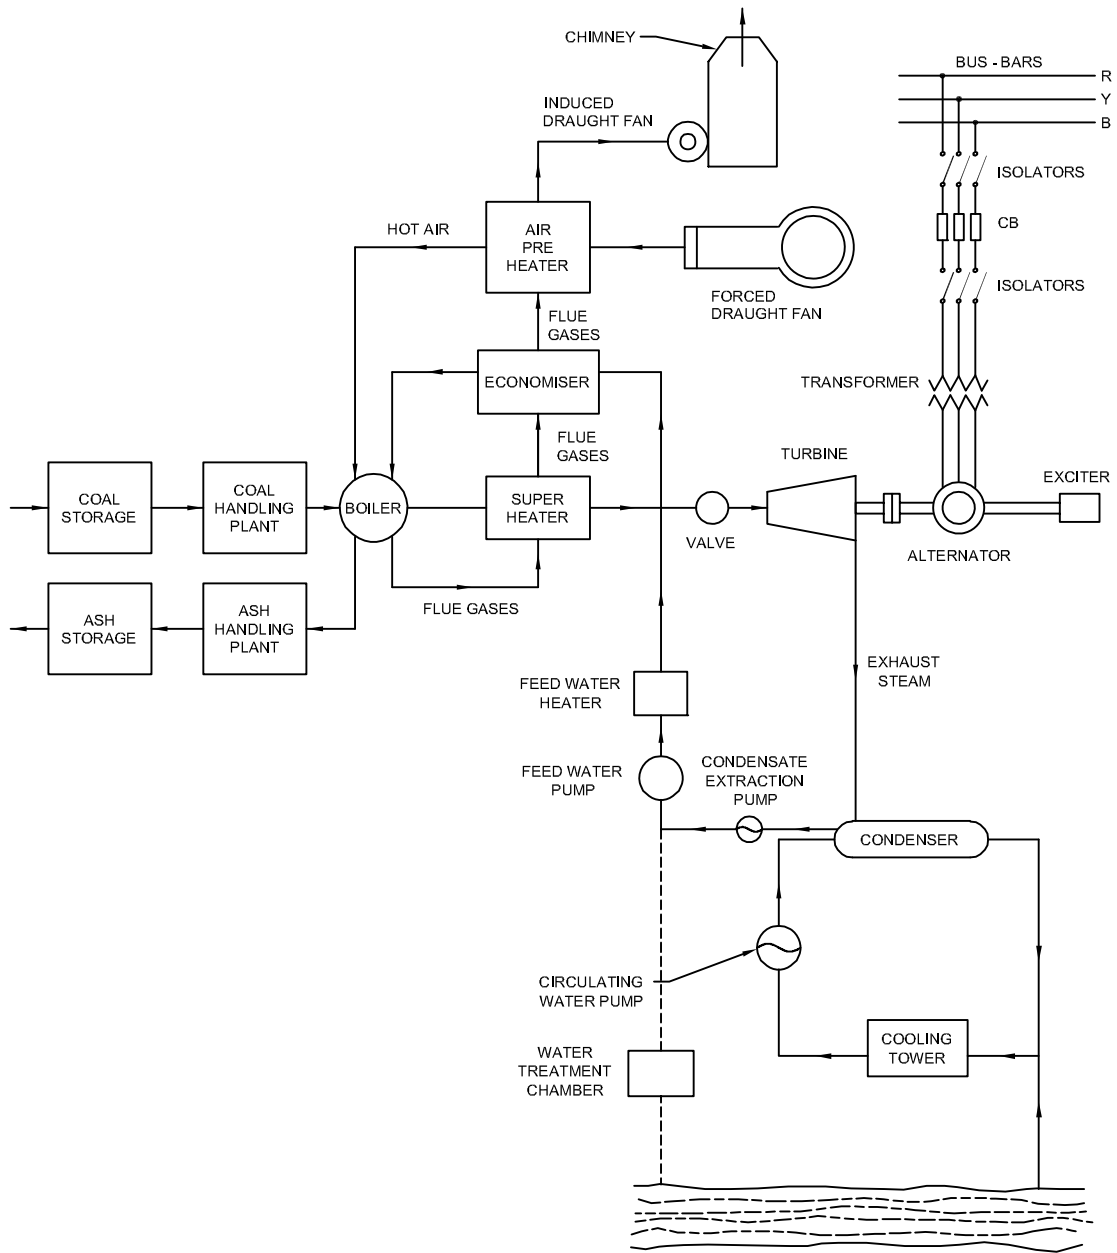 CHIMNEY
BUS - BARS
R
Y
B
INDUCED
DRAUGHT FAN
ISOLATORS
CB
HOT AIR
AIR
PRE
HEATER
ISOLATORS
FORCED
DRAUGHT FAN
FLUE
GASES
ECONOMISER
TRANSFORMER
FLUE
GASES
TURBINE
EXCITER
COAL
STORAGE
COAL
HANDLING
PLANT
BOILER
SUPER
HEATER
VALVE
ALTERNATOR
FLUE GASES
ASH
STORAGE
ASH
HANDLING
PLANT
EXHAUST
STEAM
FEED WATER
HEATER
FEED WATER
PUMP
CONDENSATE
EXTRACTION
PUMP
CONDENSER
CIRCULATING
WATER PUMP
COOLING
TOWER
WATER
TREATMENT
CHAMBER